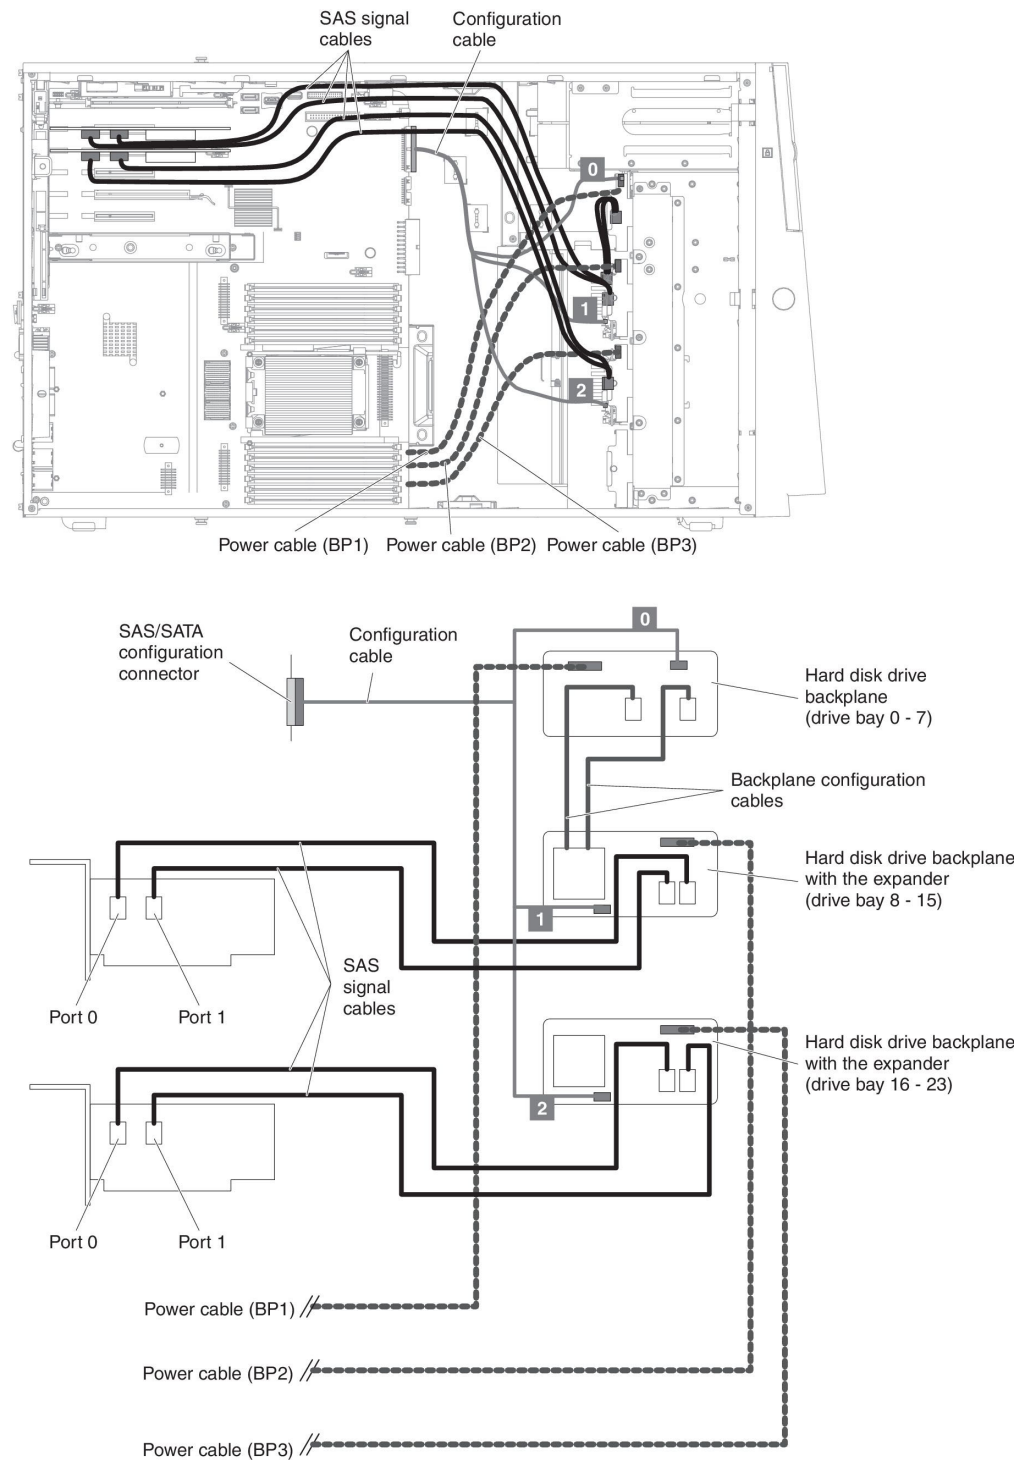 SAS signal
cables
Configuration
cable
0
1
2
Power cable (BP1)
Power cable (BP2)
Power cable (BP3)
SAS/SATA
configuration
connector
Configuration
cable
0
Hard disk drive
backplane
(drive bay 0 - 7)
Backplane configuration
cables
Hard disk drive backplane
with the expander
(drive bay 8 - 15)
1
SAS
signal
cables
Port 0
Port 1
Hard disk drive backplane
with the expander
(drive bay 16 - 23)
2
Port 0
Port 1
Power cable (BP1)
Power cable (BP2)
Power cable (BP3)